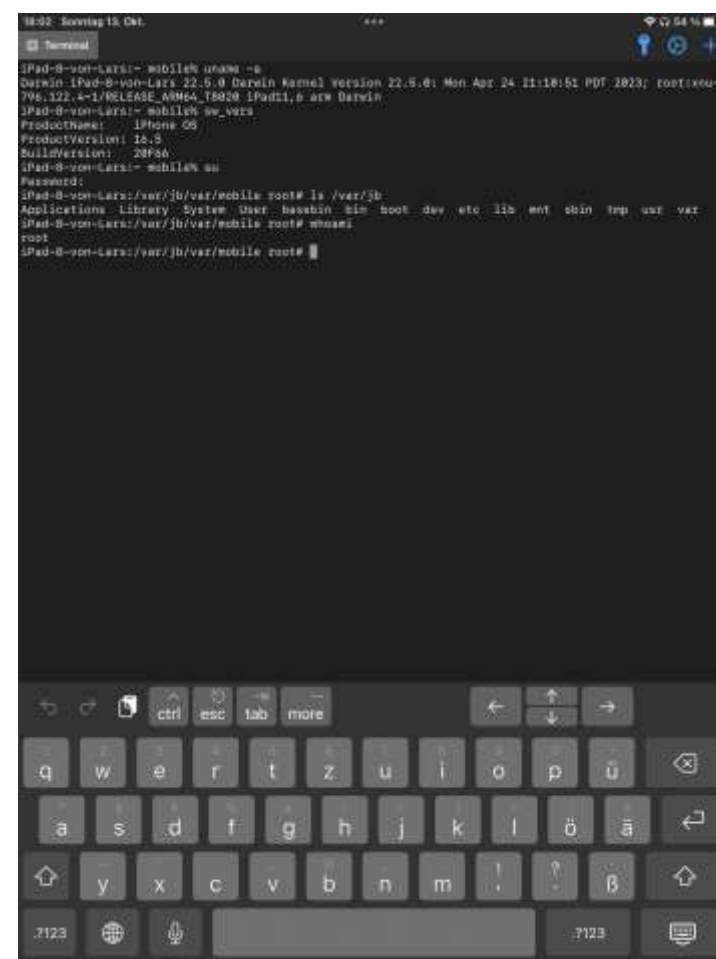 18:02 Sonntag 13. Okt.
54 %
Terminal
iPad-8-von-Lars:~ mobile% uname -a
Darwin iPad-8-von-Lars 22.5.0 Darwin Kernel Version 22.5.0: Mon Apr 24 21:10:51 PDT 2023; root:xnu-
796.122.4~1/RELEASE_ARM64_T8020 iPad11,6 arm Darwin
iPad-8-von-Lars:~ mobile% sw_vers
ProductName: iPhone OS
ProductVersion: 16.5
BuildVersion: 20F66
iPad-8-von-Lars:~ mobile% su
Password:
iPad-8-von-Lars:/var/jb/var/mobile root# ls /var/jb
Applications Library System User basebin bin boot dev etc lib mnt sbin tmp usr var
iPad-8-von-Lars:/var/jb/var/mobile root# whoami
root
iPad-8-von-Lars:/var/jb/var/mobile root#
ctrl esc tab more
q w e r t z u i o p ü
a s d f g h j k l ö ä
y x c v b n m ! , ? . ß
.?123 .?123